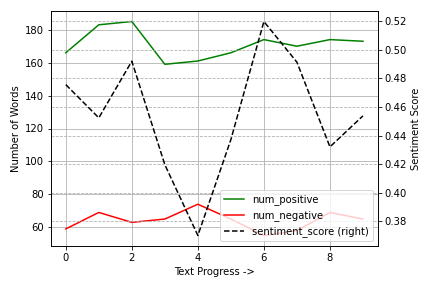 180
160
140
120
100
80
60
Number of Words
0.52
0.50
0.48
0.46
0.44
0.42
0.40
0.38
Sentiment Score
num_positive
num_negative
sentiment_score (right)
0 2 4 6 8
Text Progress ->